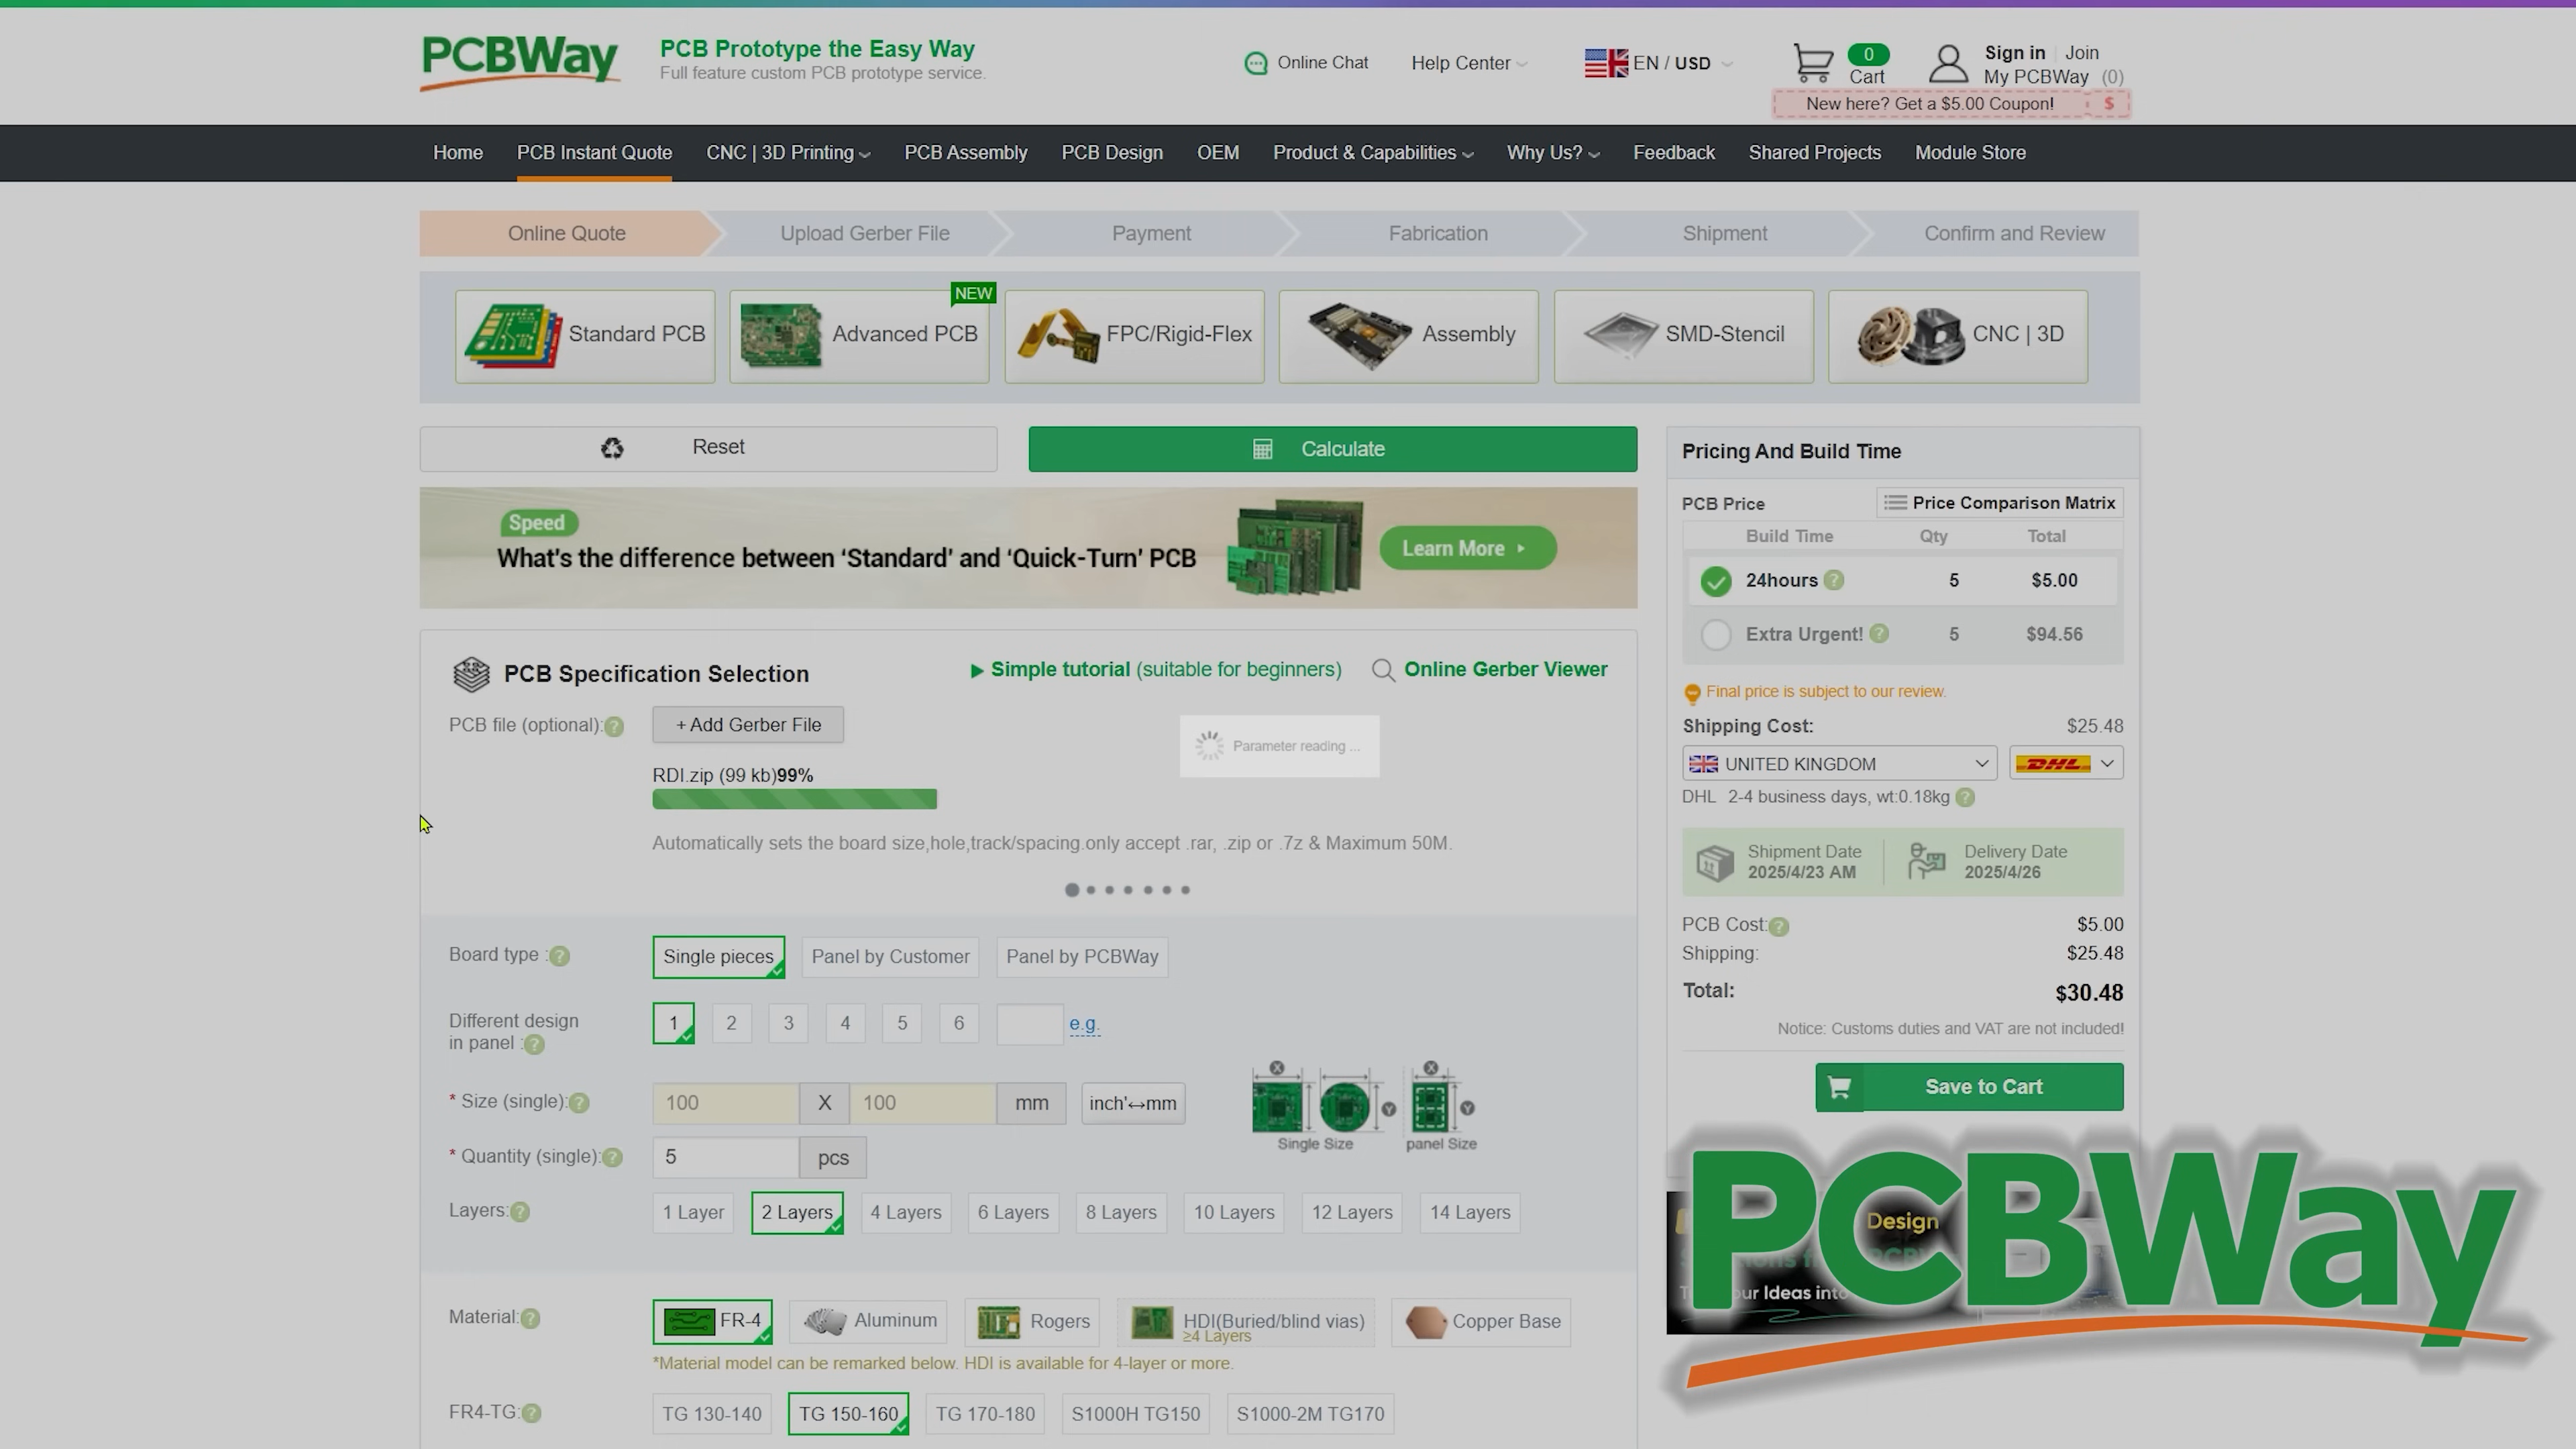 PCBWay
PCB Prototype the Easy Way
Full feature custom PCB prototype service.
Online Chat
Help Center
EN / USD
0
Cart
Sign in
Join
My PCBWay (0)
New here? Get a $5.00 Coupon!
$
Home
PCB Instant Quote
CNC | 3D Printing
PCB Assembly
PCB Design
OEM
Product & Capabilities
Why Us?
Feedback
Shared Projects
Module Store
Online Quote
Upload Gerber File
Payment
Fabrication
Shipment
Confirm and Review
Standard PCB
NEW
Advanced PCB
FPC/Rigid-Flex
Assembly
SMD-Stencil
CNC | 3D
Reset
Calculate
Speed
What's the difference between ‘Standard’ and ‘Quick-Turn’ PCB
Learn More
PCB Specification Selection
Simple tutorial (suitable for beginners)
Online Gerber Viewer
PCB file (optional):
+ Add Gerber File
Parameter reading ...
RDI.zip (99 kb)99%
Automatically sets the board size,hole,track/spacing.only accept .rar, .zip or .7z & Maximum 50M.
Board type :
Single pieces
Panel by Customer
Panel by PCBWay
Different design
in panel :
1
2
3
4
5
6
e.g.
* Size (single):
100
X
100
mm
inch'↔mm
X
Y
Single Size
X
Y
panel Size
* Quantity (single):
5
pcs
Layers:
1 Layer
2 Layers
4 Layers
6 Layers
8 Layers
10 Layers
12 Layers
14 Layers
Material:
FR-4
Aluminum
Rogers
HDI(Buried/blind vias)
≥4 Layers
Copper Base
*Material model can be remarked below. HDI is available for 4-layer or more.
FR4-TG:
TG 130-140
TG 150-160
TG 170-180
S1000H TG150
S1000-2M TG170
Pricing And Build Time
PCB Price
Price Comparison Matrix
Build Time
Qty
Total
24hours
5
$5.00
Extra Urgent!
5
$94.56
Final price is subject to our review.
Shipping Cost:
$25.48
UNITED KINGDOM
DHL
DHL 2-4 business days, wt:0.18kg
Shipment Date
2025/4/23 AM
Delivery Date
2025/4/26
PCB Cost:
$5.00
Shipping:
$25.48
Total:
$30.48
Notice: Customs duties and VAT are not included!
Save to Cart
Design
Ideas into
PCBWay